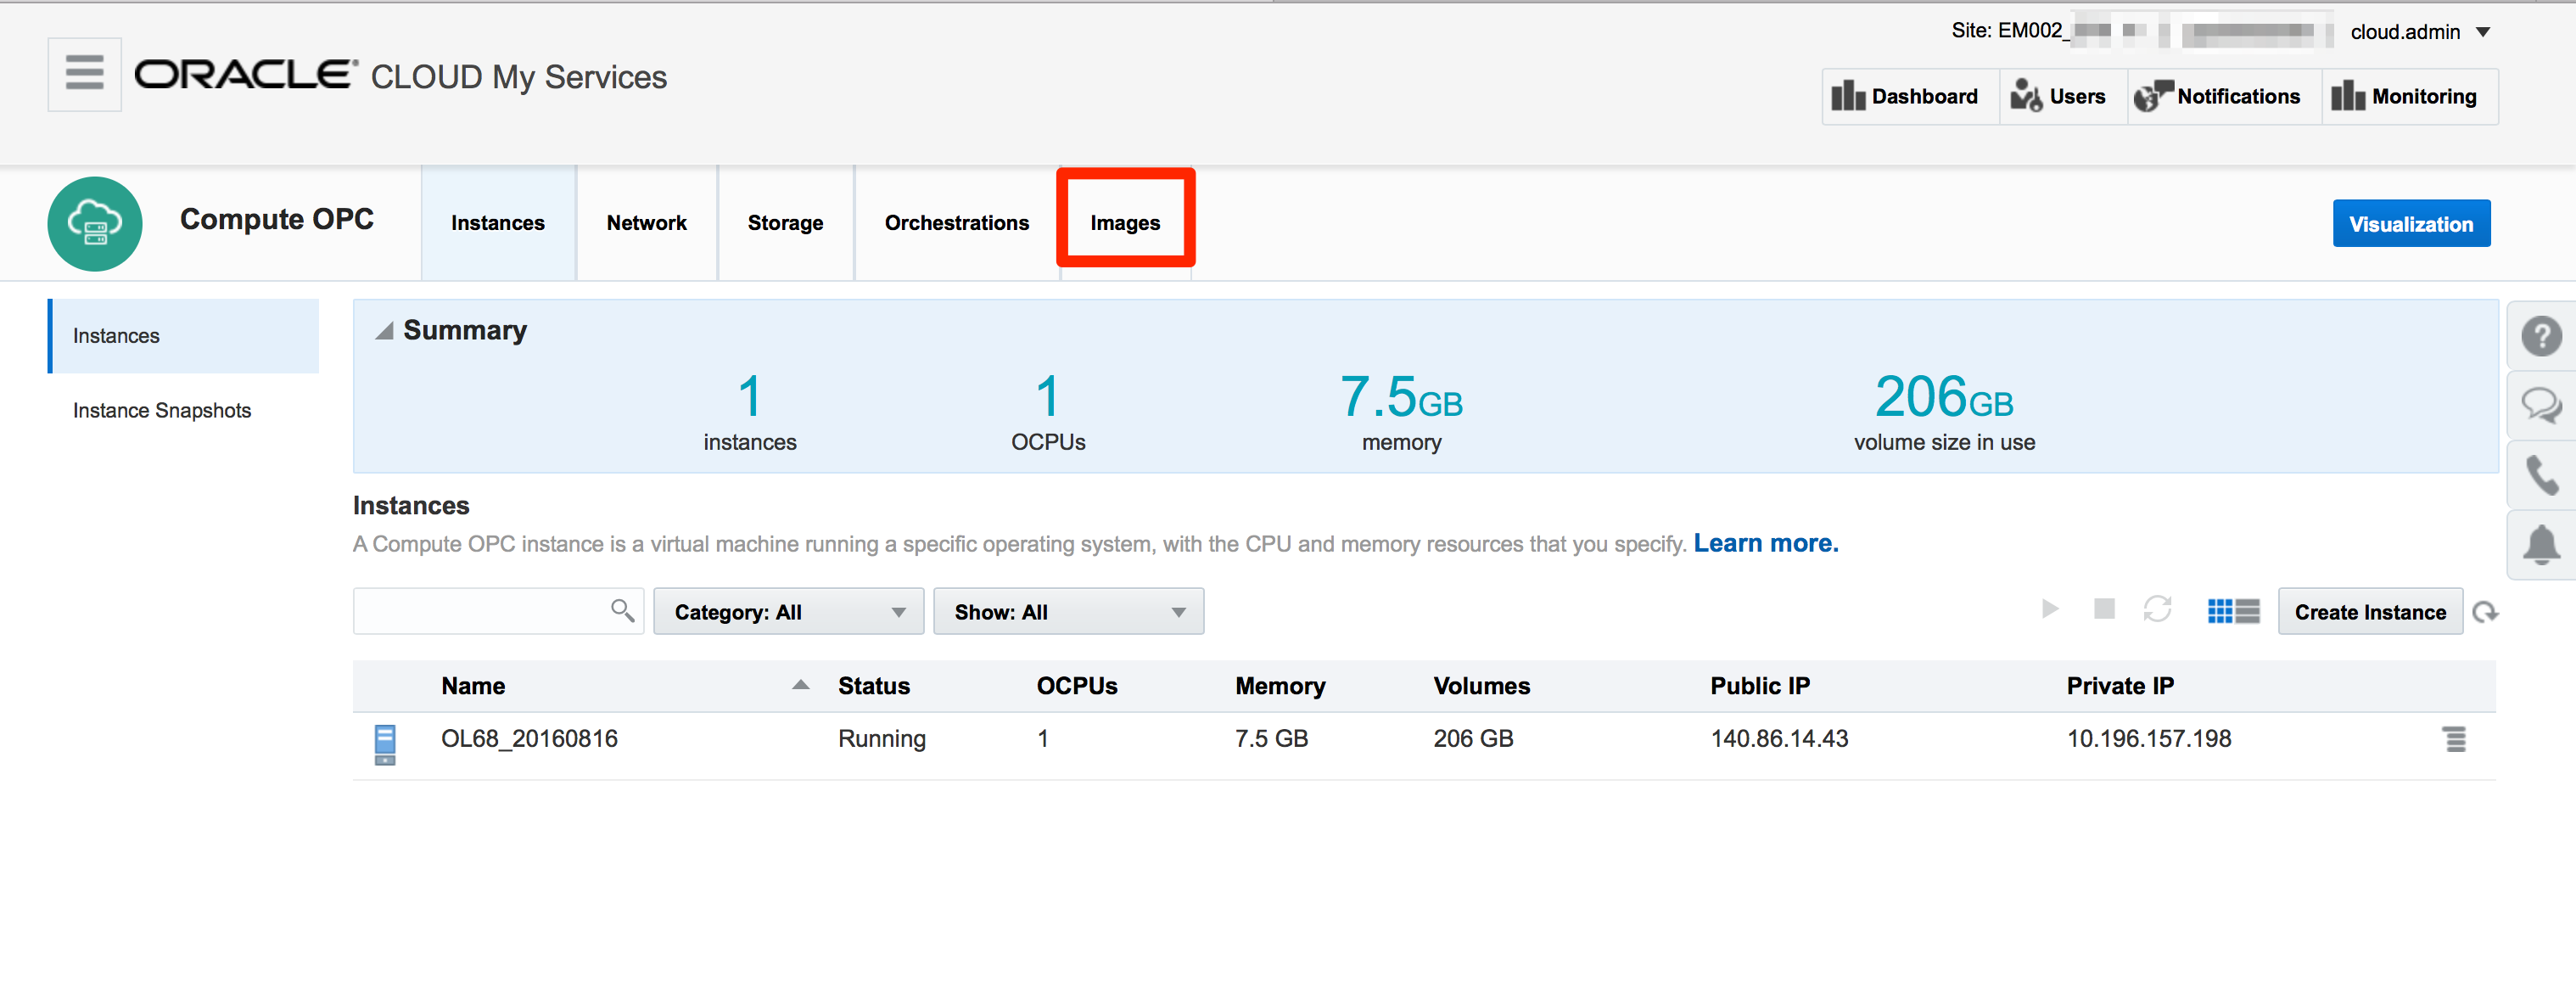 Site: EM002_ cloud.admin
ORACLE CLOUD My Services
Dashboard Users Notifications Monitoring
Compute OPC Instances Network Storage Orchestrations Images Visualization
Instances
Instance Snapshots
Summary
1 1 7.5GB 206GB
instances OCPUs memory volume size in use
Instances
A Compute OPC instance is a virtual machine running a specific operating system, with the CPU and memory resources that you specify. Learn more.
Category: All Show: All Create Instance
Name Status OCPUs Memory Volumes Public IP Private IP
OL68_20160816 Running 1 7.5 GB 206 GB 140.86.14.43 10.196.157.198